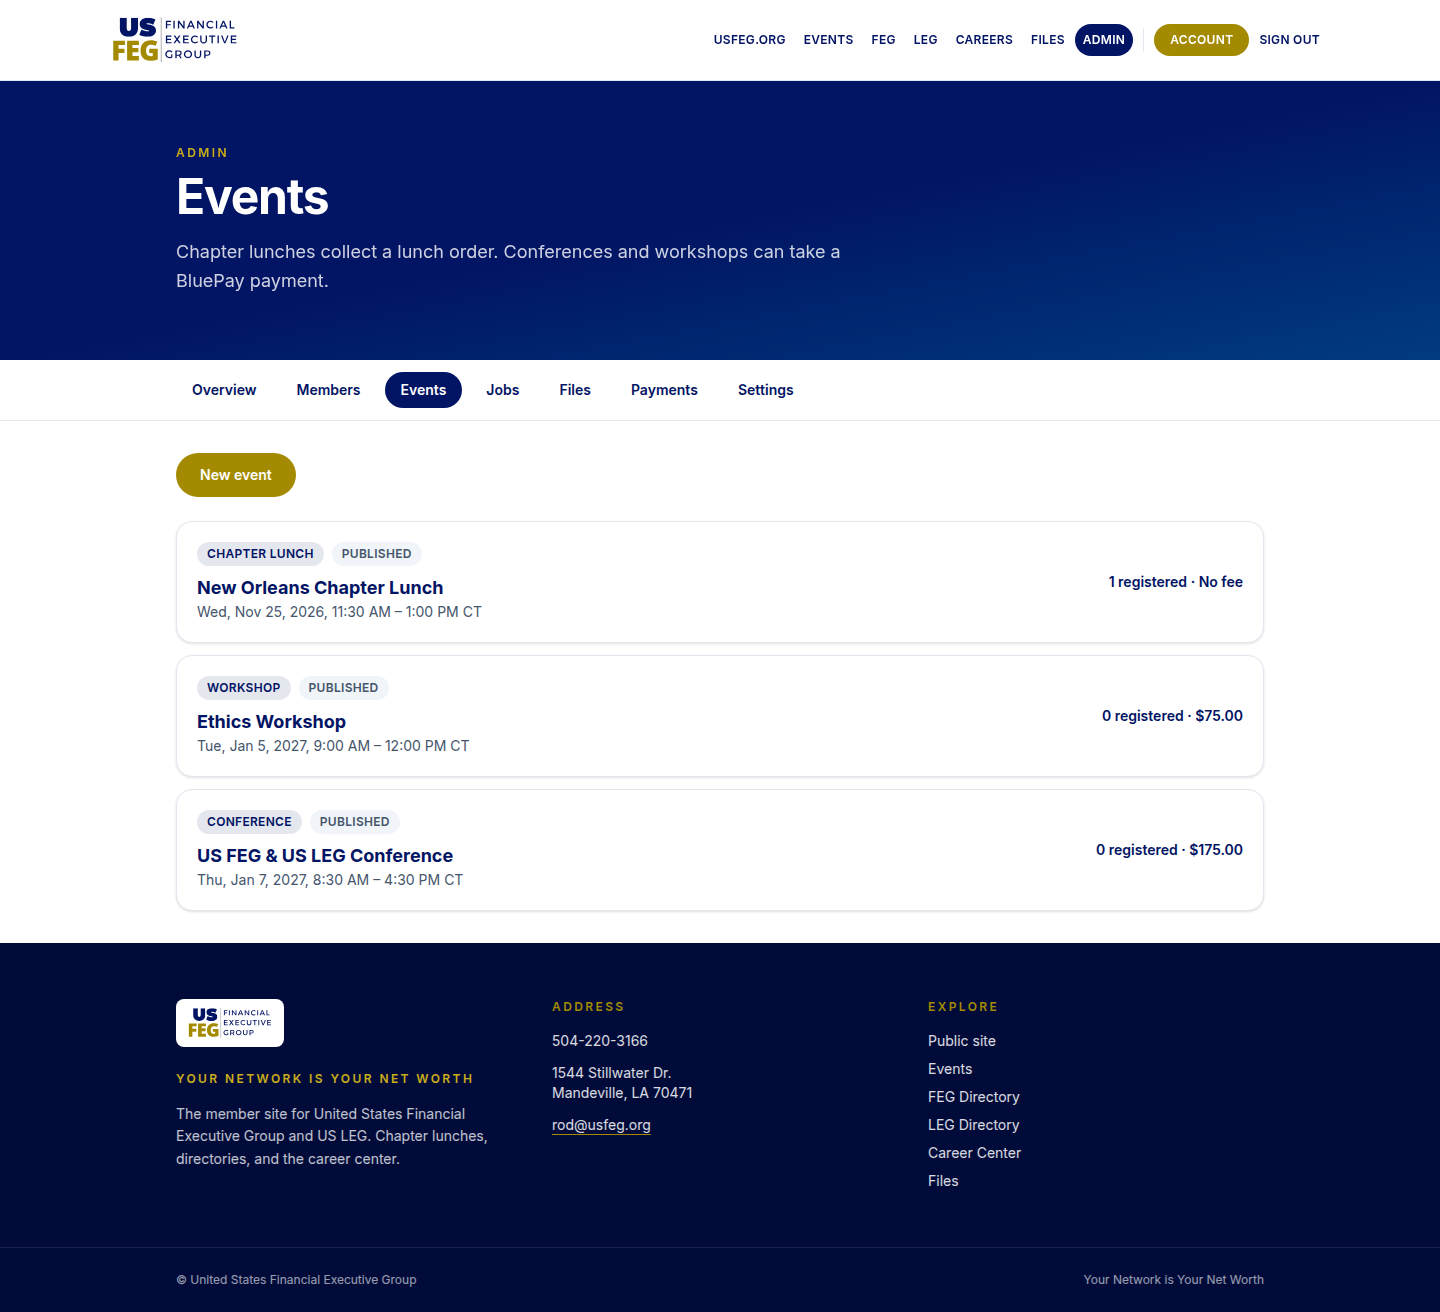 US FINANCIAL
EXECUTIVE
FEG GROUP
USFEG.ORG EVENTS FEG LEG CAREERS FILES ADMIN ACCOUNT SIGN OUT
ADMIN
Events
Chapter lunches collect a lunch order. Conferences and workshops can take a
BluePay payment.
Overview Members Events Jobs Files Payments Settings
New event
CHAPTER LUNCH PUBLISHED
New Orleans Chapter Lunch
Wed, Nov 25, 2026, 11:30 AM – 1:00 PM CT
1 registered · No fee
WORKSHOP PUBLISHED
Ethics Workshop
Tue, Jan 5, 2027, 9:00 AM – 12:00 PM CT
0 registered · $75.00
CONFERENCE PUBLISHED
US FEG & US LEG Conference
Thu, Jan 7, 2027, 8:30 AM – 4:30 PM CT
0 registered · $175.00
US FINANCIAL
EXECUTIVE
FEG GROUP
YOUR NETWORK IS YOUR NET WORTH
The member site for United States Financial
Executive Group and US LEG. Chapter lunches,
directories, and the career center.
ADDRESS
504-220-3166
1544 Stillwater Dr.
Mandeville, LA 70471
rod@usfeg.org
EXPLORE
Public site
Events
FEG Directory
LEG Directory
Career Center
Files
© United States Financial Executive Group
Your Network is Your Net Worth